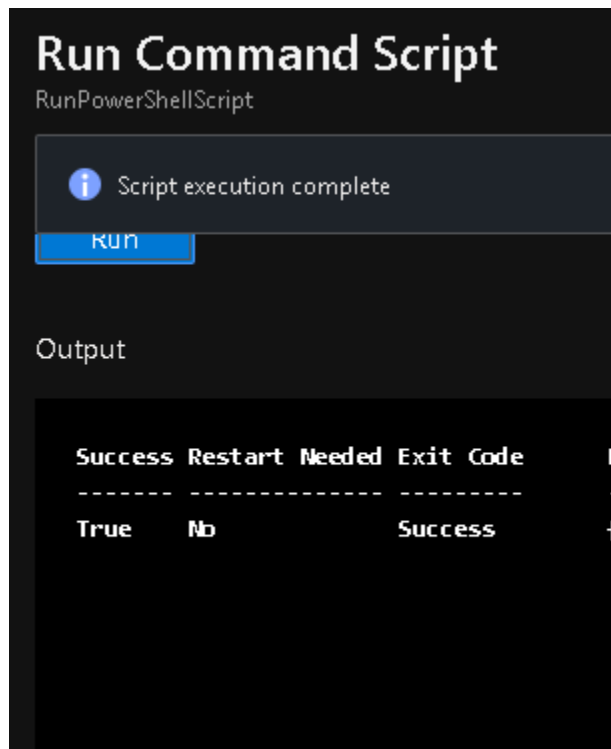 Run Command Script
RunPowerShellScript
Script execution complete
Run
Output
Success Restart Needed Exit Code
------- -------------- ---------
True No Success